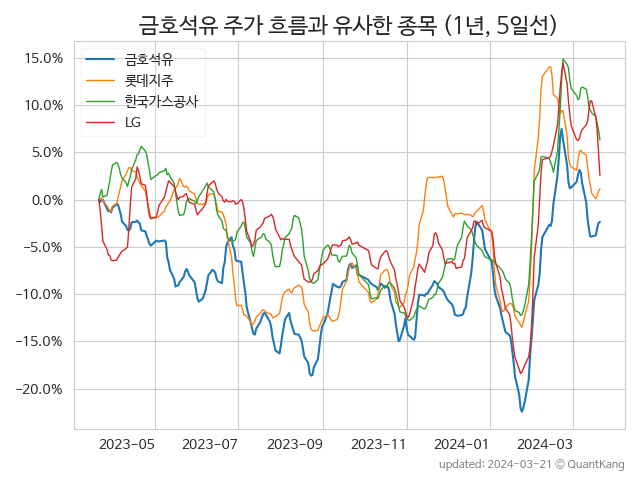 금호석유 주가 흐름과 유사한 종목 (1년, 5일선)
금호석유
롯데지주
한국가스공사
LG
15.0%
10.0%
5.0%
0.0%
−5.0%
−10.0%
−15.0%
−20.0%
2023-05 2023-07 2023-09 2023-11 2024-01 2024-03
updated: 2024-03-21 ⓒ QuantKang